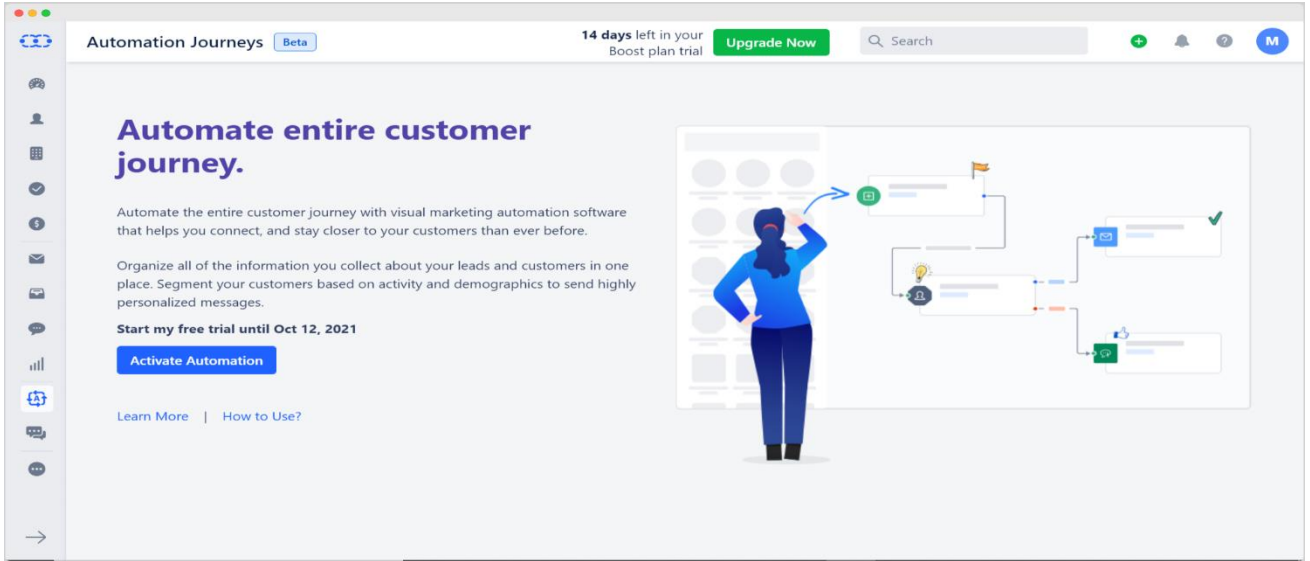 Automation Journeys Beta
14 days left in your
Boost plan trial
Upgrade Now
Search
M
Automate entire customer
journey.
Automate the entire customer journey with visual marketing automation software
that helps you connect, and stay closer to your customers than ever before.
Organize all of the information you collect about your leads and customers in one
place. Segment your customers based on activity and demographics to send highly
personalized messages.
Start my free trial until Oct 12, 2021
Activate Automation
Learn More | How to Use?